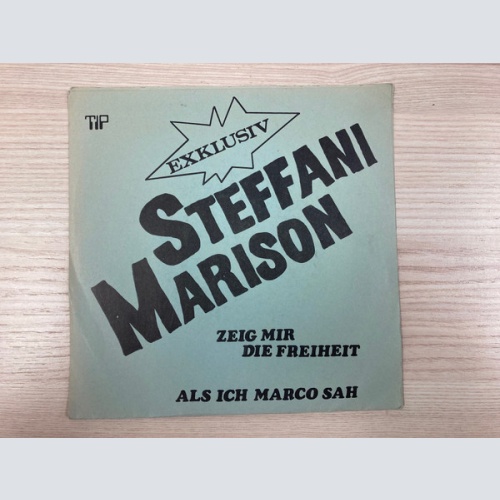 TIP
EXKLUSIV
STEFFANI
MARISON
ZEIG MIR
DIE FREIHEIT
ALS ICH MARCO SAH